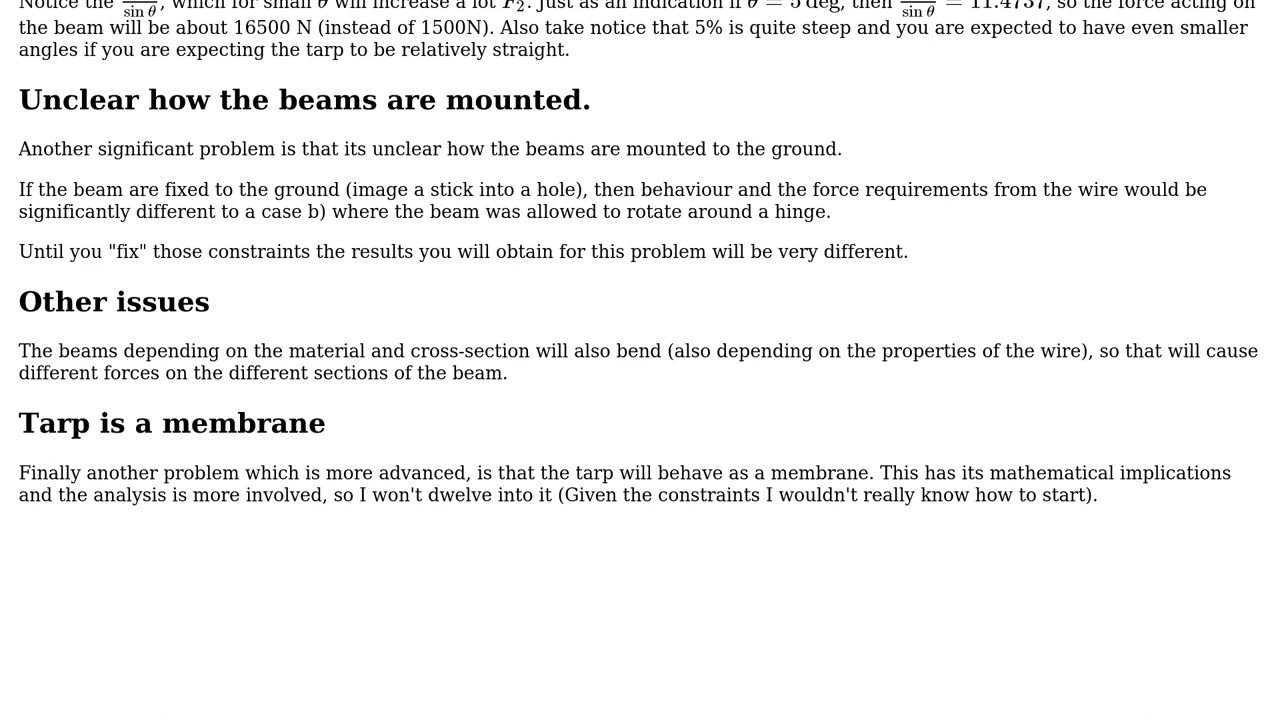 Notice the 1/sin θ, which for small θ will increase a lot F₂. Just as an indication if θ = 5 deg, then 1/sin θ = 11.4737, so the force acting on
the beam will be about 16500 N (instead of 1500N). Also take notice that 5% is quite steep and you are expected to have even smaller
angles if you are expecting the tarp to be relatively straight.
Unclear how the beams are mounted.
Another significant problem is that its unclear how the beams are mounted to the ground.
If the beam are fixed to the ground (image a stick into a hole), then behaviour and the force requirements from the wire would be
significantly different to a case b) where the beam was allowed to rotate around a hinge.
Until you "fix" those constraints the results you will obtain for this problem will be very different.
Other issues
The beams depending on the material and cross-section will also bend (also depending on the properties of the wire), so that will cause
different forces on the different sections of the beam.
Tarp is a membrane
Finally another problem which is more advanced, is that the tarp will behave as a membrane. This has its mathematical implications
and the analysis is more involved, so I won't dwelve into it (Given the constraints I wouldn't really know how to start).